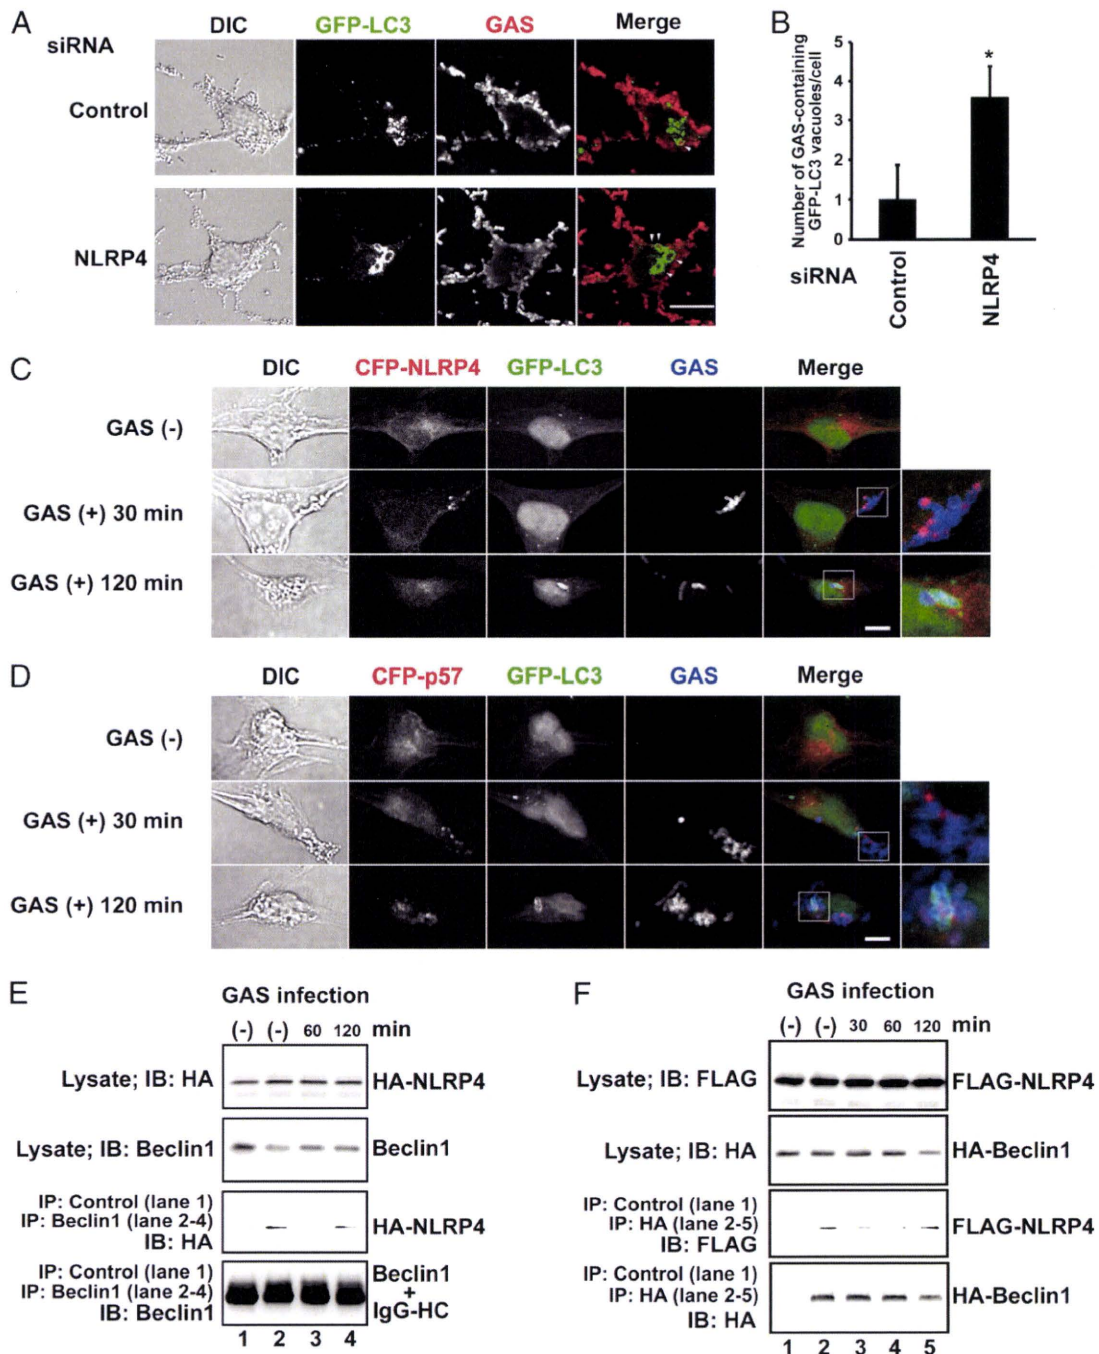 A
DIC GFP-LC3 GAS Merge
siRNA
Control
NLRP4
B
5
4
3
2
1
0
*
Number of GAS-containing
GFP-LC3 vacuoles/cell
siRNA
Control
NLRP4
C
DIC CFP-NLRP4 GFP-LC3 GAS Merge
GAS (-)
GAS (+) 30 min
GAS (+) 120 min
D
DIC CFP-p57 GFP-LC3 GAS Merge
GAS (-)
GAS (+) 30 min
GAS (+) 120 min
E
GAS infection
(-) (-) 60 120 min
Lysate; IB: HA HA-NLRP4
Lysate; IB: Beclin1 Beclin1
IP: Control (lane 1)
IP: Beclin1 (lane 2-4) HA-NLRP4
IB: HA
IP: Control (lane 1) Beclin1
IP: Beclin1 (lane 2-4) +
IB: Beclin1 IgG-HC
1 2 3 4
F
GAS infection
(-) (-) 30 60 120 min
Lysate; IB: FLAG FLAG-NLRP4
Lysate; IB: HA HA-Beclin1
IP: Control (lane 1)
IP: HA (lane 2-5) FLAG-NLRP4
IB: FLAG
IP: Control (lane 1)
IP: HA (lane 2-5) HA-Beclin1
IB: HA
1 2 3 4 5